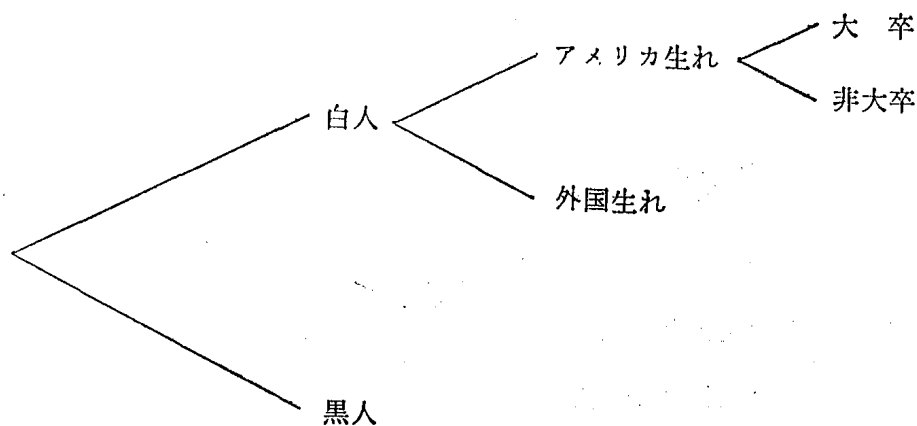 大 卒
アメリカ生れ
非大卒
白人
外国生れ
黒人